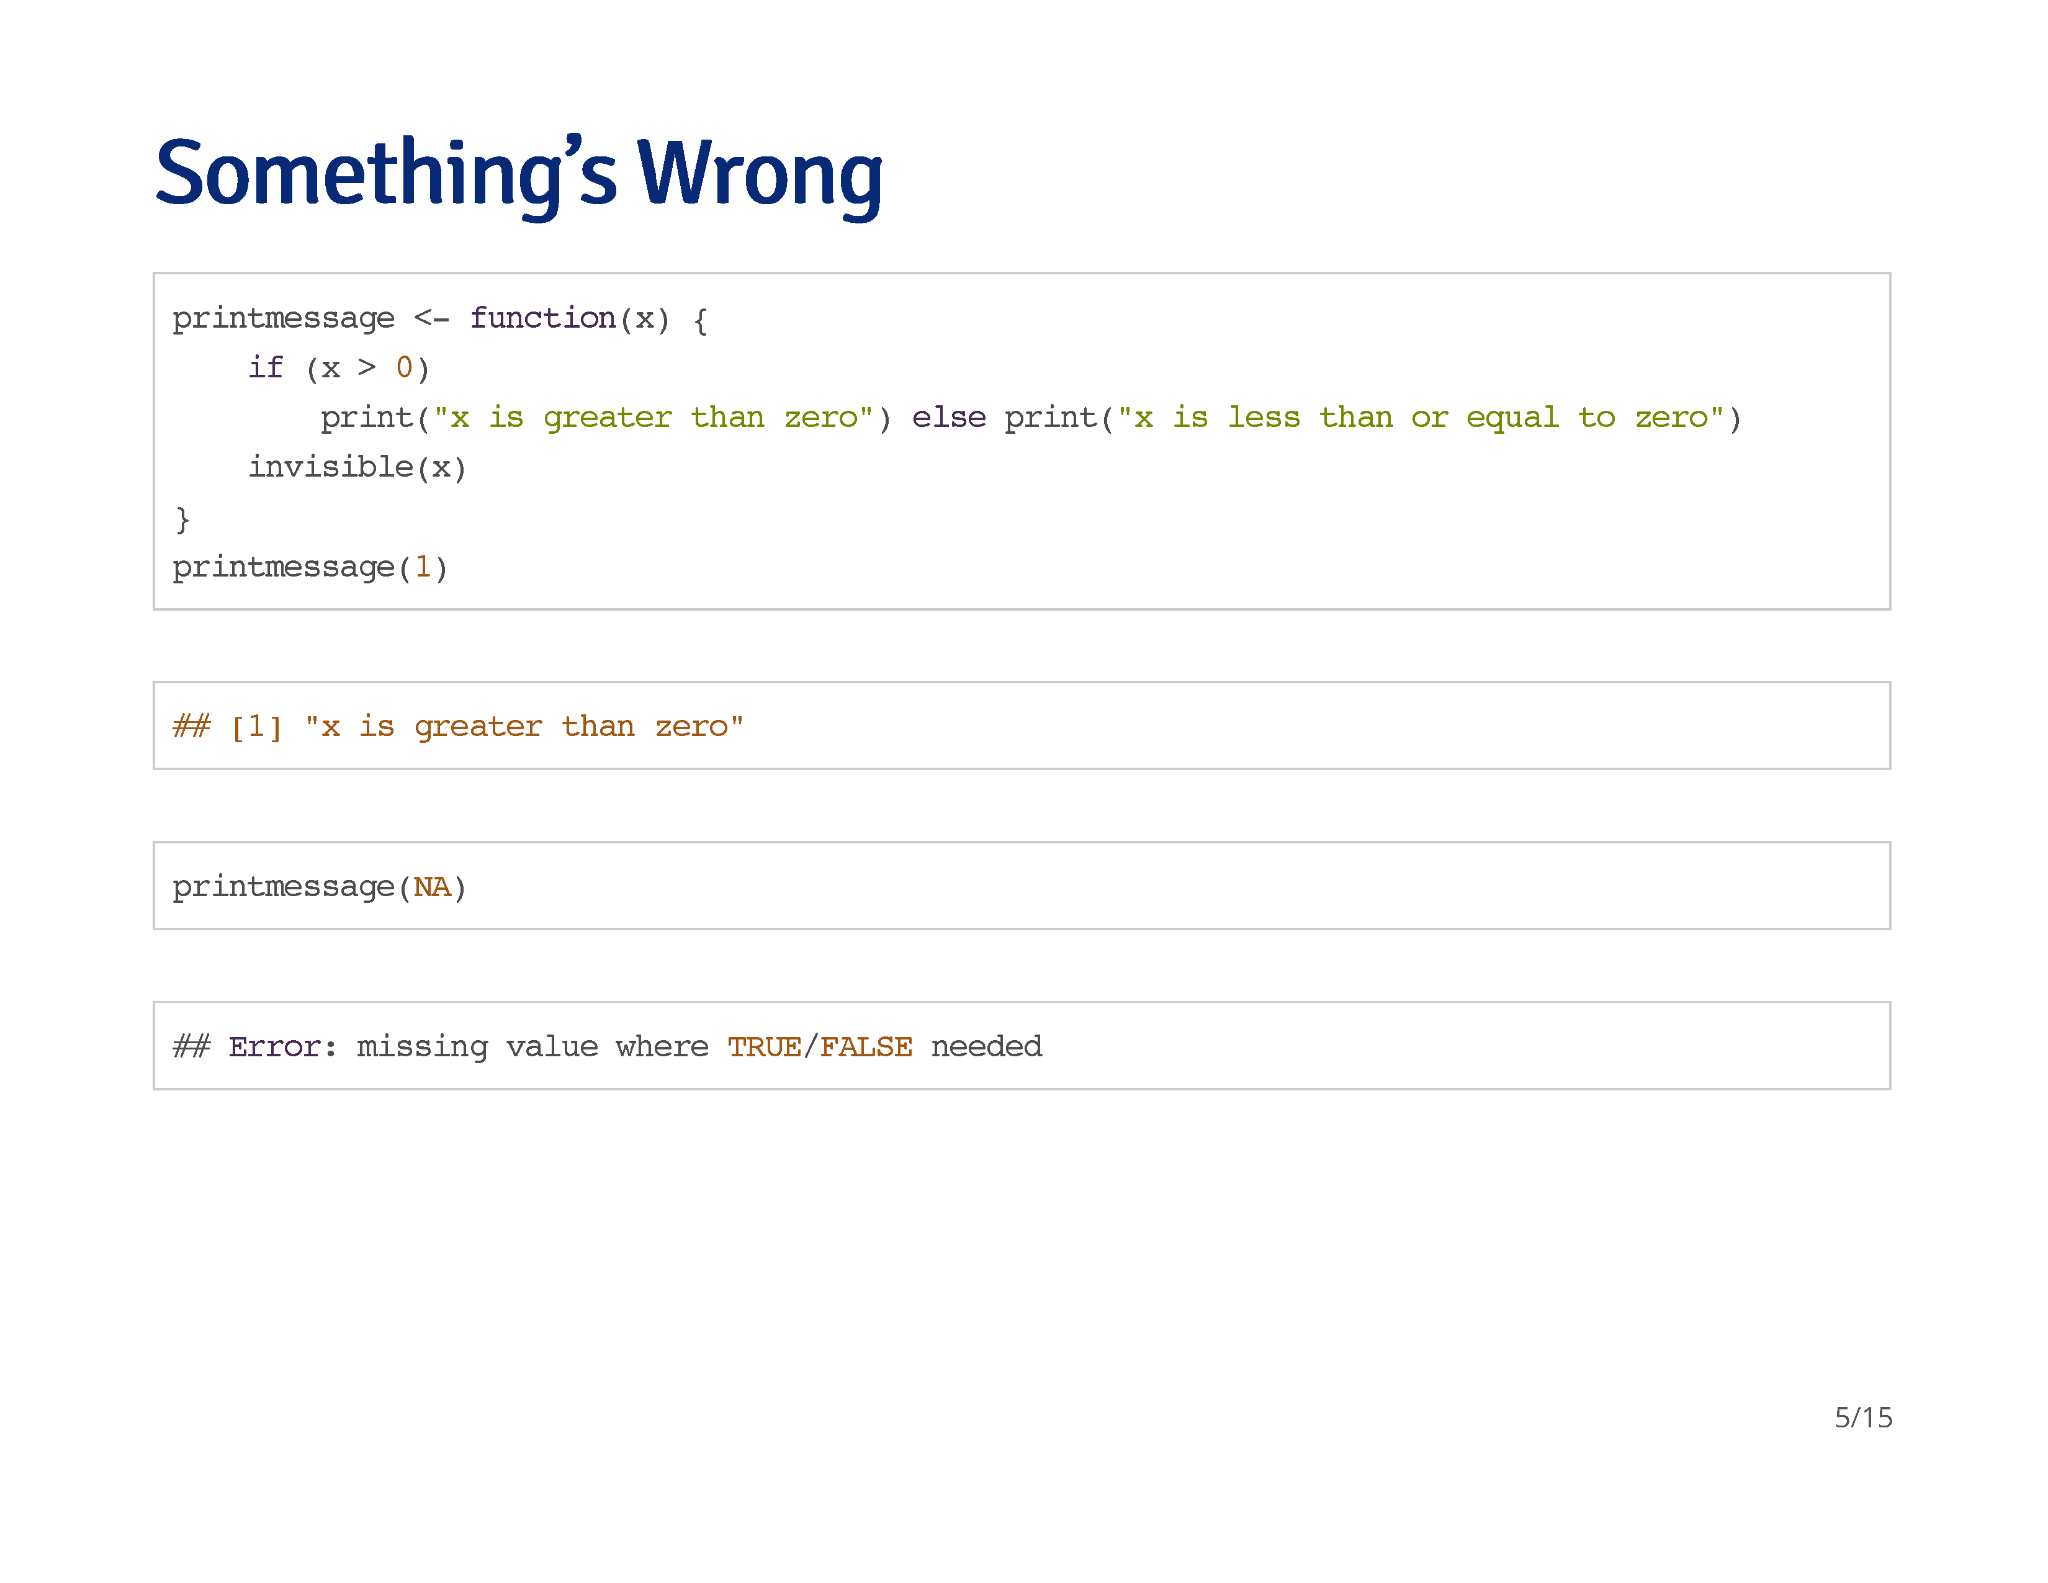 Something’s Wrong
printmessage <- function(x) {
    if (x > 0)
        print("x is greater than zero") else print("x is less than or equal to zero")
    invisible(x)
}
printmessage(1)
## [1] "x is greater than zero"
printmessage(NA)
## Error: missing value where TRUE/FALSE needed
5/15